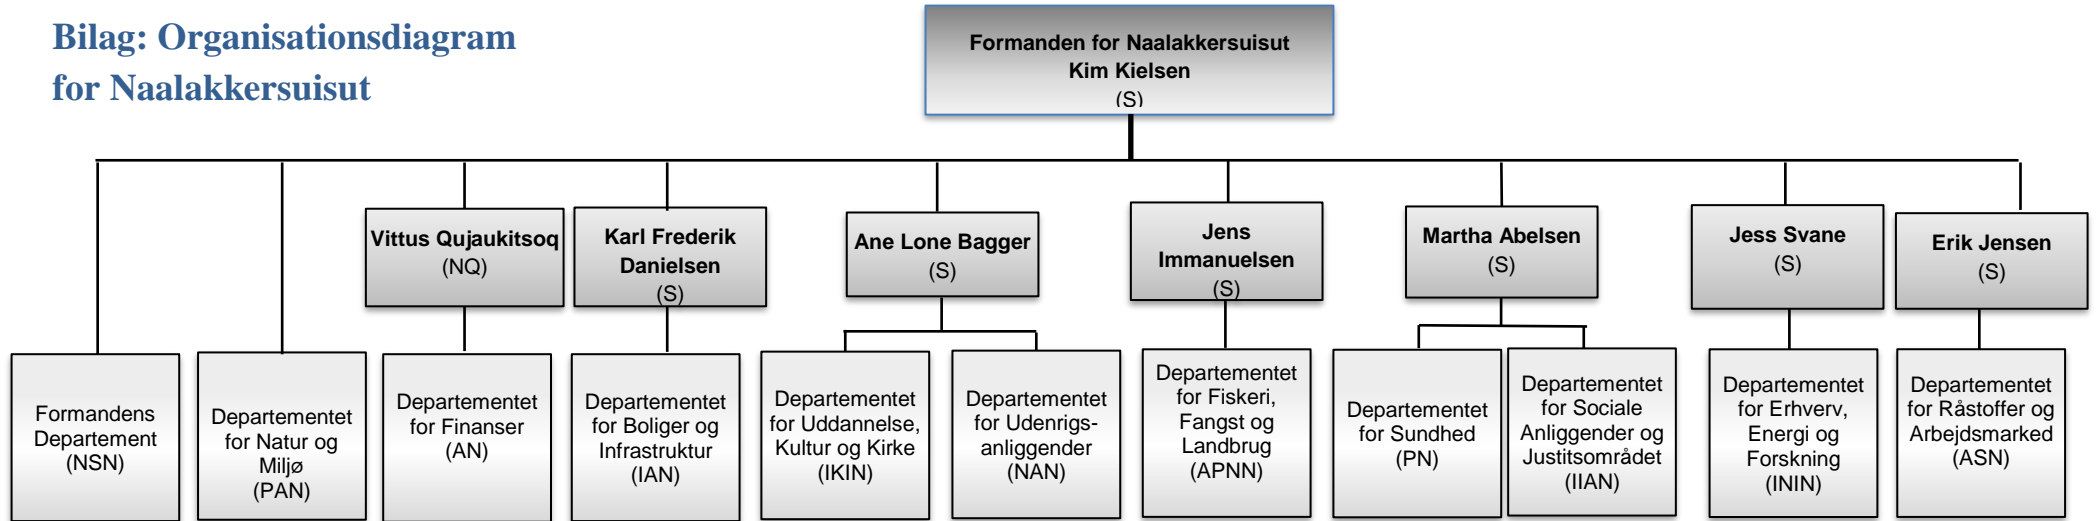 Bilag: Organisationsdiagram
for Naalakkersuisut
Formanden for Naalakkersuisut
Kim Kielsen
(S)
Vittus Qujaukitsoq
(NQ)
Karl Frederik
Danielsen
(S)
Ane Lone Bagger
(S)
Jens
Immanuelsen
(S)
Martha Abelsen
(S)
Jess Svane
(S)
Erik Jensen
(S)
Formandens
Departement
(NSN)
Departementet
for Natur og
Miljø
(PAN)
Departementet
for Finanser
(AN)
Departementet
for Boliger og
Infrastruktur
(IAN)
Departementet
for Uddannelse,
Kultur og Kirke
(IKIN)
Departementet
for Udenrigs-
anliggender
(NAN)
Departementet
for Fiskeri,
Fangst og
Landbrug
(APNN)
Departementet
for Sundhed
(PN)
Departementet
for Sociale
Anliggender og
Justitsområdet
(IIAN)
Departementet
for Erhverv,
Energi og
Forskning
(ININ)
Departementet
for Råstoffer og
Arbejdsmarked
(ASN)